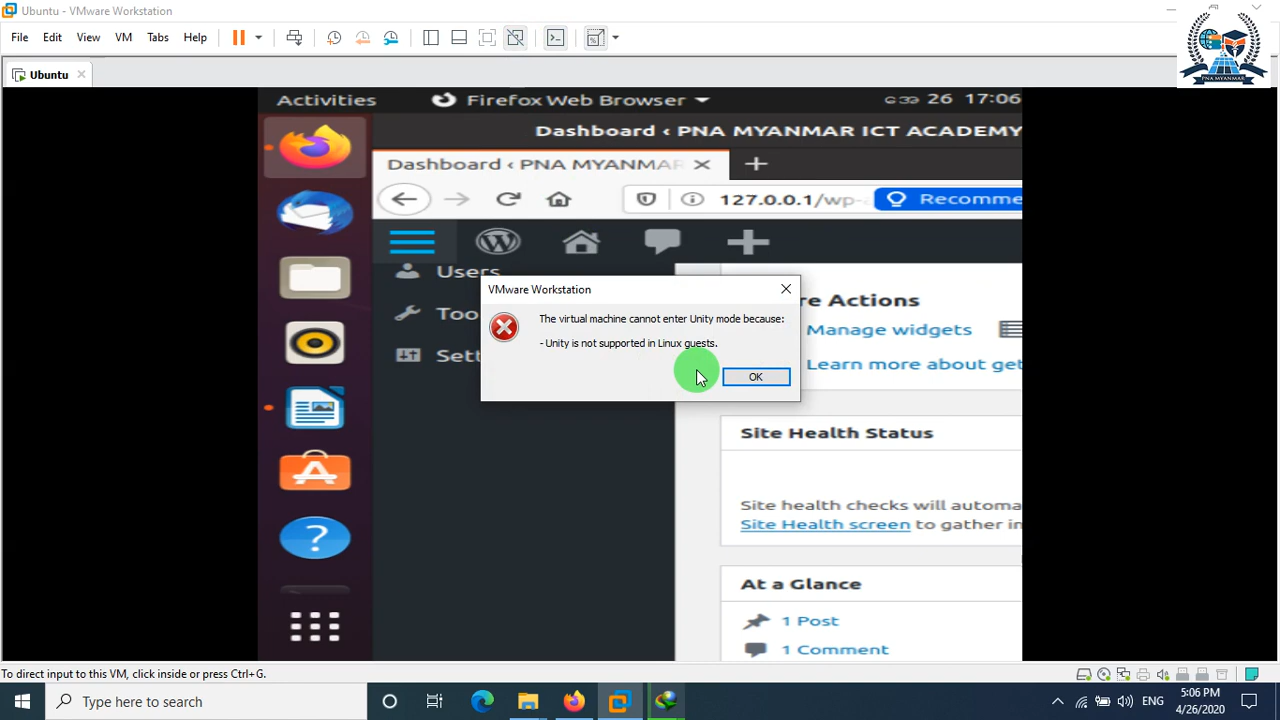 Ubuntu - VMware Workstation
File Edit View VM Tabs Help
PNA MYANMAR
Ubuntu
Activities Firefox Web Browser 26 17:06
Dashboard ‹ PNA MYANMAR ICT ACADEMY
Dashboard ‹ PNA MYANMAR
127.0.0.1/wp- Recomme
Users
Too
Sett
re Actions
Manage widgets
Learn more about get
VMware Workstation
The virtual machine cannot enter Unity mode because:
- Unity is not supported in Linux guests.
OK
Site Health Status
Site health checks will automa
Site Health screen to gather in
At a Glance
1 Post
1 Comment
To direct input to this VM, click inside or press Ctrl+G.
Type here to search
ENG
5:06 PM
4/26/2020